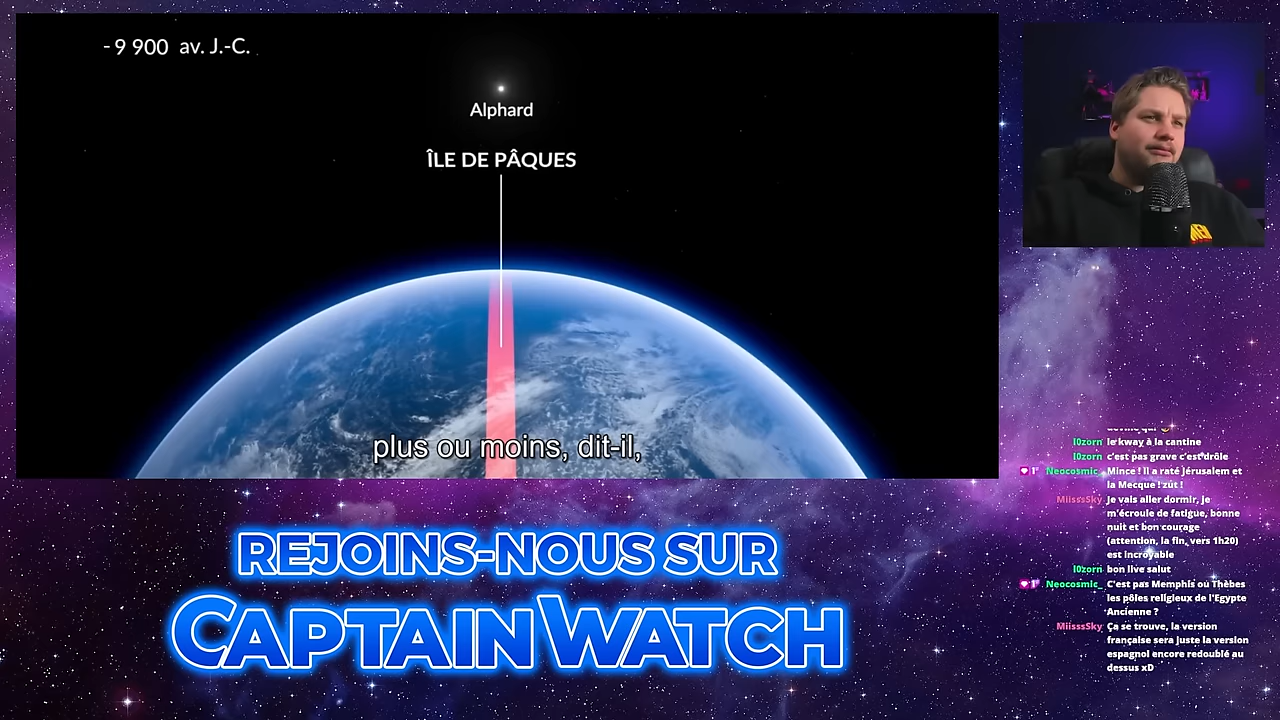 - 9 900 av. J.-C.
Alphard
ÎLE DE PÂQUES
plus ou moins, dit-il,
REJOINS-NOUS SUR
CAPTAINWATCH
l0zorn le kway à la cantine
l0zorn c'est pas grave c'est drôle
1* Neocosmic_ Mince ! Il a raté Jérusalem et
la Mecque ! zut !
MiisssSky Je vais aller dormir, je
m'écroule de fatigue, bonne
nuit et bon courage
(attention, la fin, vers 1h20)
est incroyable
l0zorn bon live salut
1* Neocosmic_ C'est pas Memphis ou Thèbes
les pôles religieux de l'Egypte
Ancienne ?
MiisssSky Ça se trouve, la version
française sera juste la version
espagnol encore redoublé au
dessus xD